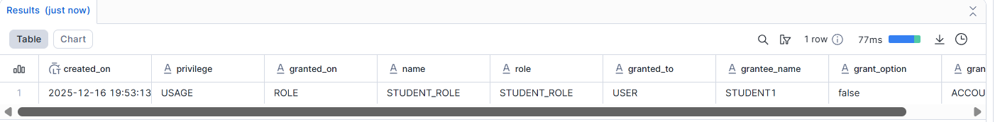 Results (just now)
Table Chart 1 row 77ms
created_on privilege granted_on name role granted_to grantee_name grant_option gran
1 2025-12-16 19:53:13 USAGE ROLE STUDENT_ROLE STUDENT_ROLE USER STUDENT1 false ACCOU